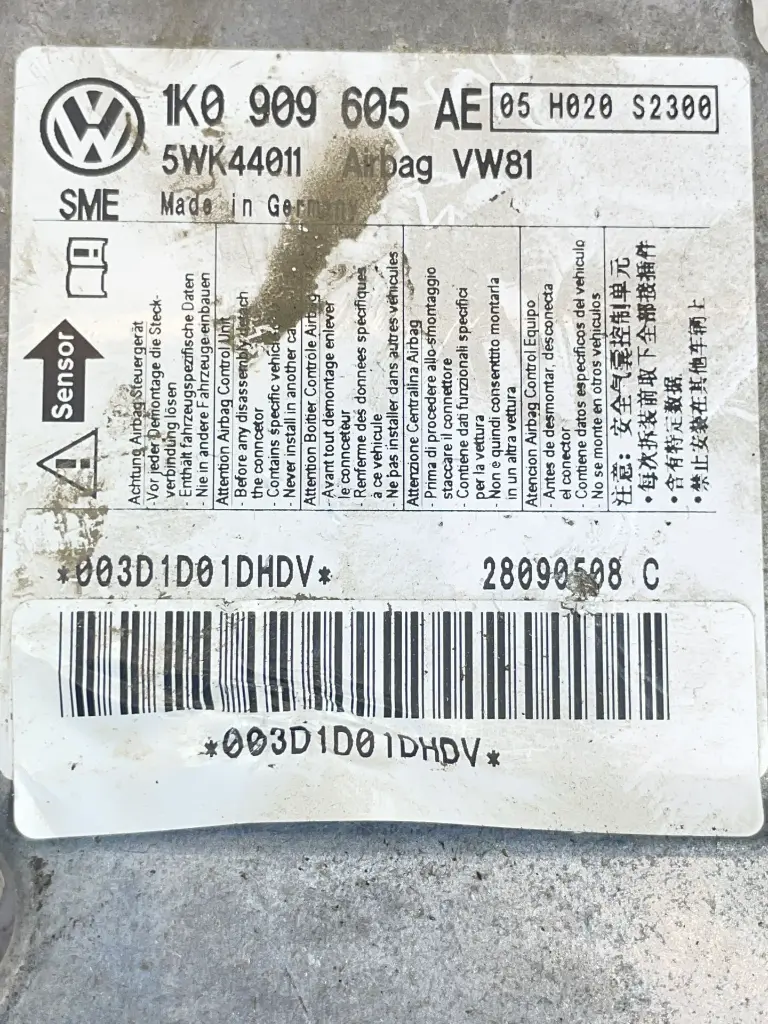 1K0 909 605 AE
05 H020 S2300
5WK44011 Airbag VW81
SME
Made in Germany
Sensor
Achtung Airbag Steuergerät
- Vor jeder Demontage die Steck-
verbindung lösen
- Enthält fahrzeugspezifische Daten
- Nie in andere Fahrzeuge einbauen
Attention Airbag Control Unit
- Before any disassembly detach
the conncetor
- Contains specific vehicle
- Never install in another
Attention Boitier Contrôle Airbag
- Avant tout demontage enlever
le connceteur
- Renferme des données specifiques
à ce véhicule
- Ne pas installer dans autres vehicules
Attenzione Centralina Airbag
- Prima di procedere allo smontaggio
staccare il connettore
- Contiene dati funzionali specifici
per la vettura
- Non e quindi consentito montarla
in un altra vettura
Atencion Airbag Control Equipo
- Antes de desmontar, desconecta
el conector
- Contiene datos especificos del vehiculo
- No se monte en otros vehiculos
注意: 安全气囊控制单元
• 每次拆装前取下全部接插件
• 含有特定数据
• 禁止安装在其他车辆上
*003D1D01DHDV*
28090508 C
*003D1D01DHDV*